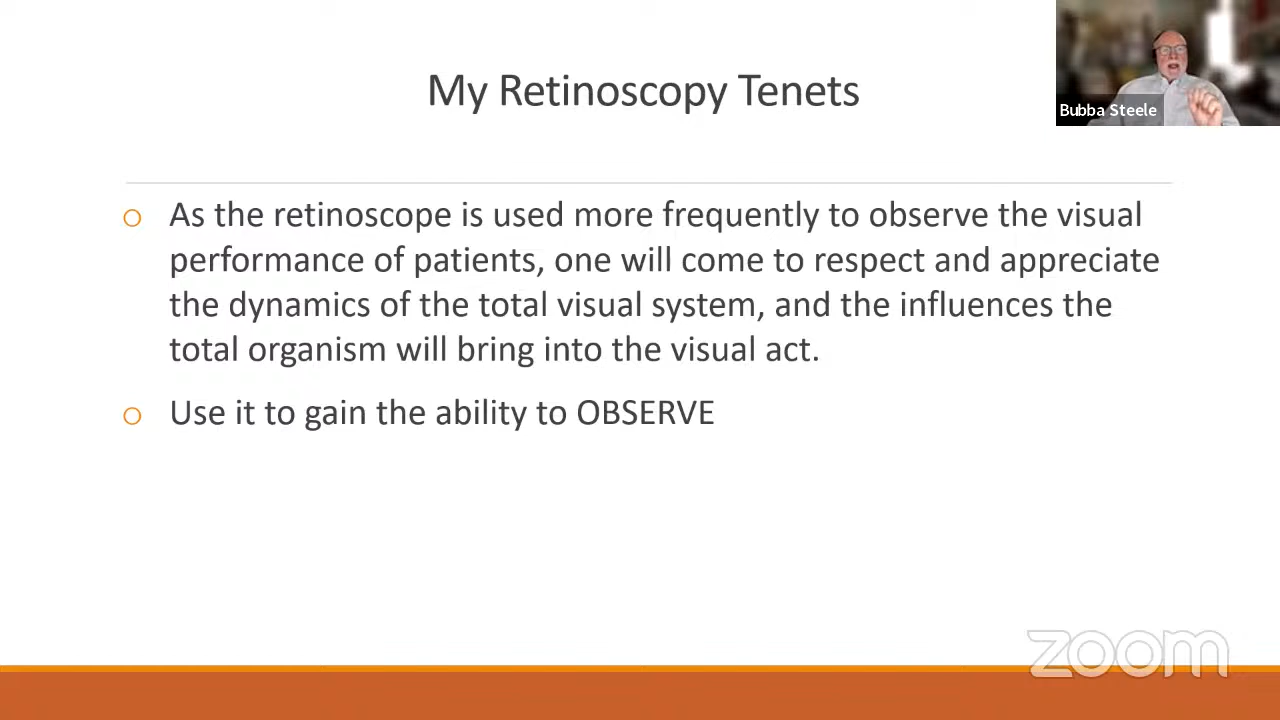 My Retinoscopy Tenets
Bubba Steele
o As the retinoscope is used more frequently to observe the visual
performance of patients, one will come to respect and appreciate
the dynamics of the total visual system, and the influences the
total organism will bring into the visual act.
o Use it to gain the ability to OBSERVE
zoom